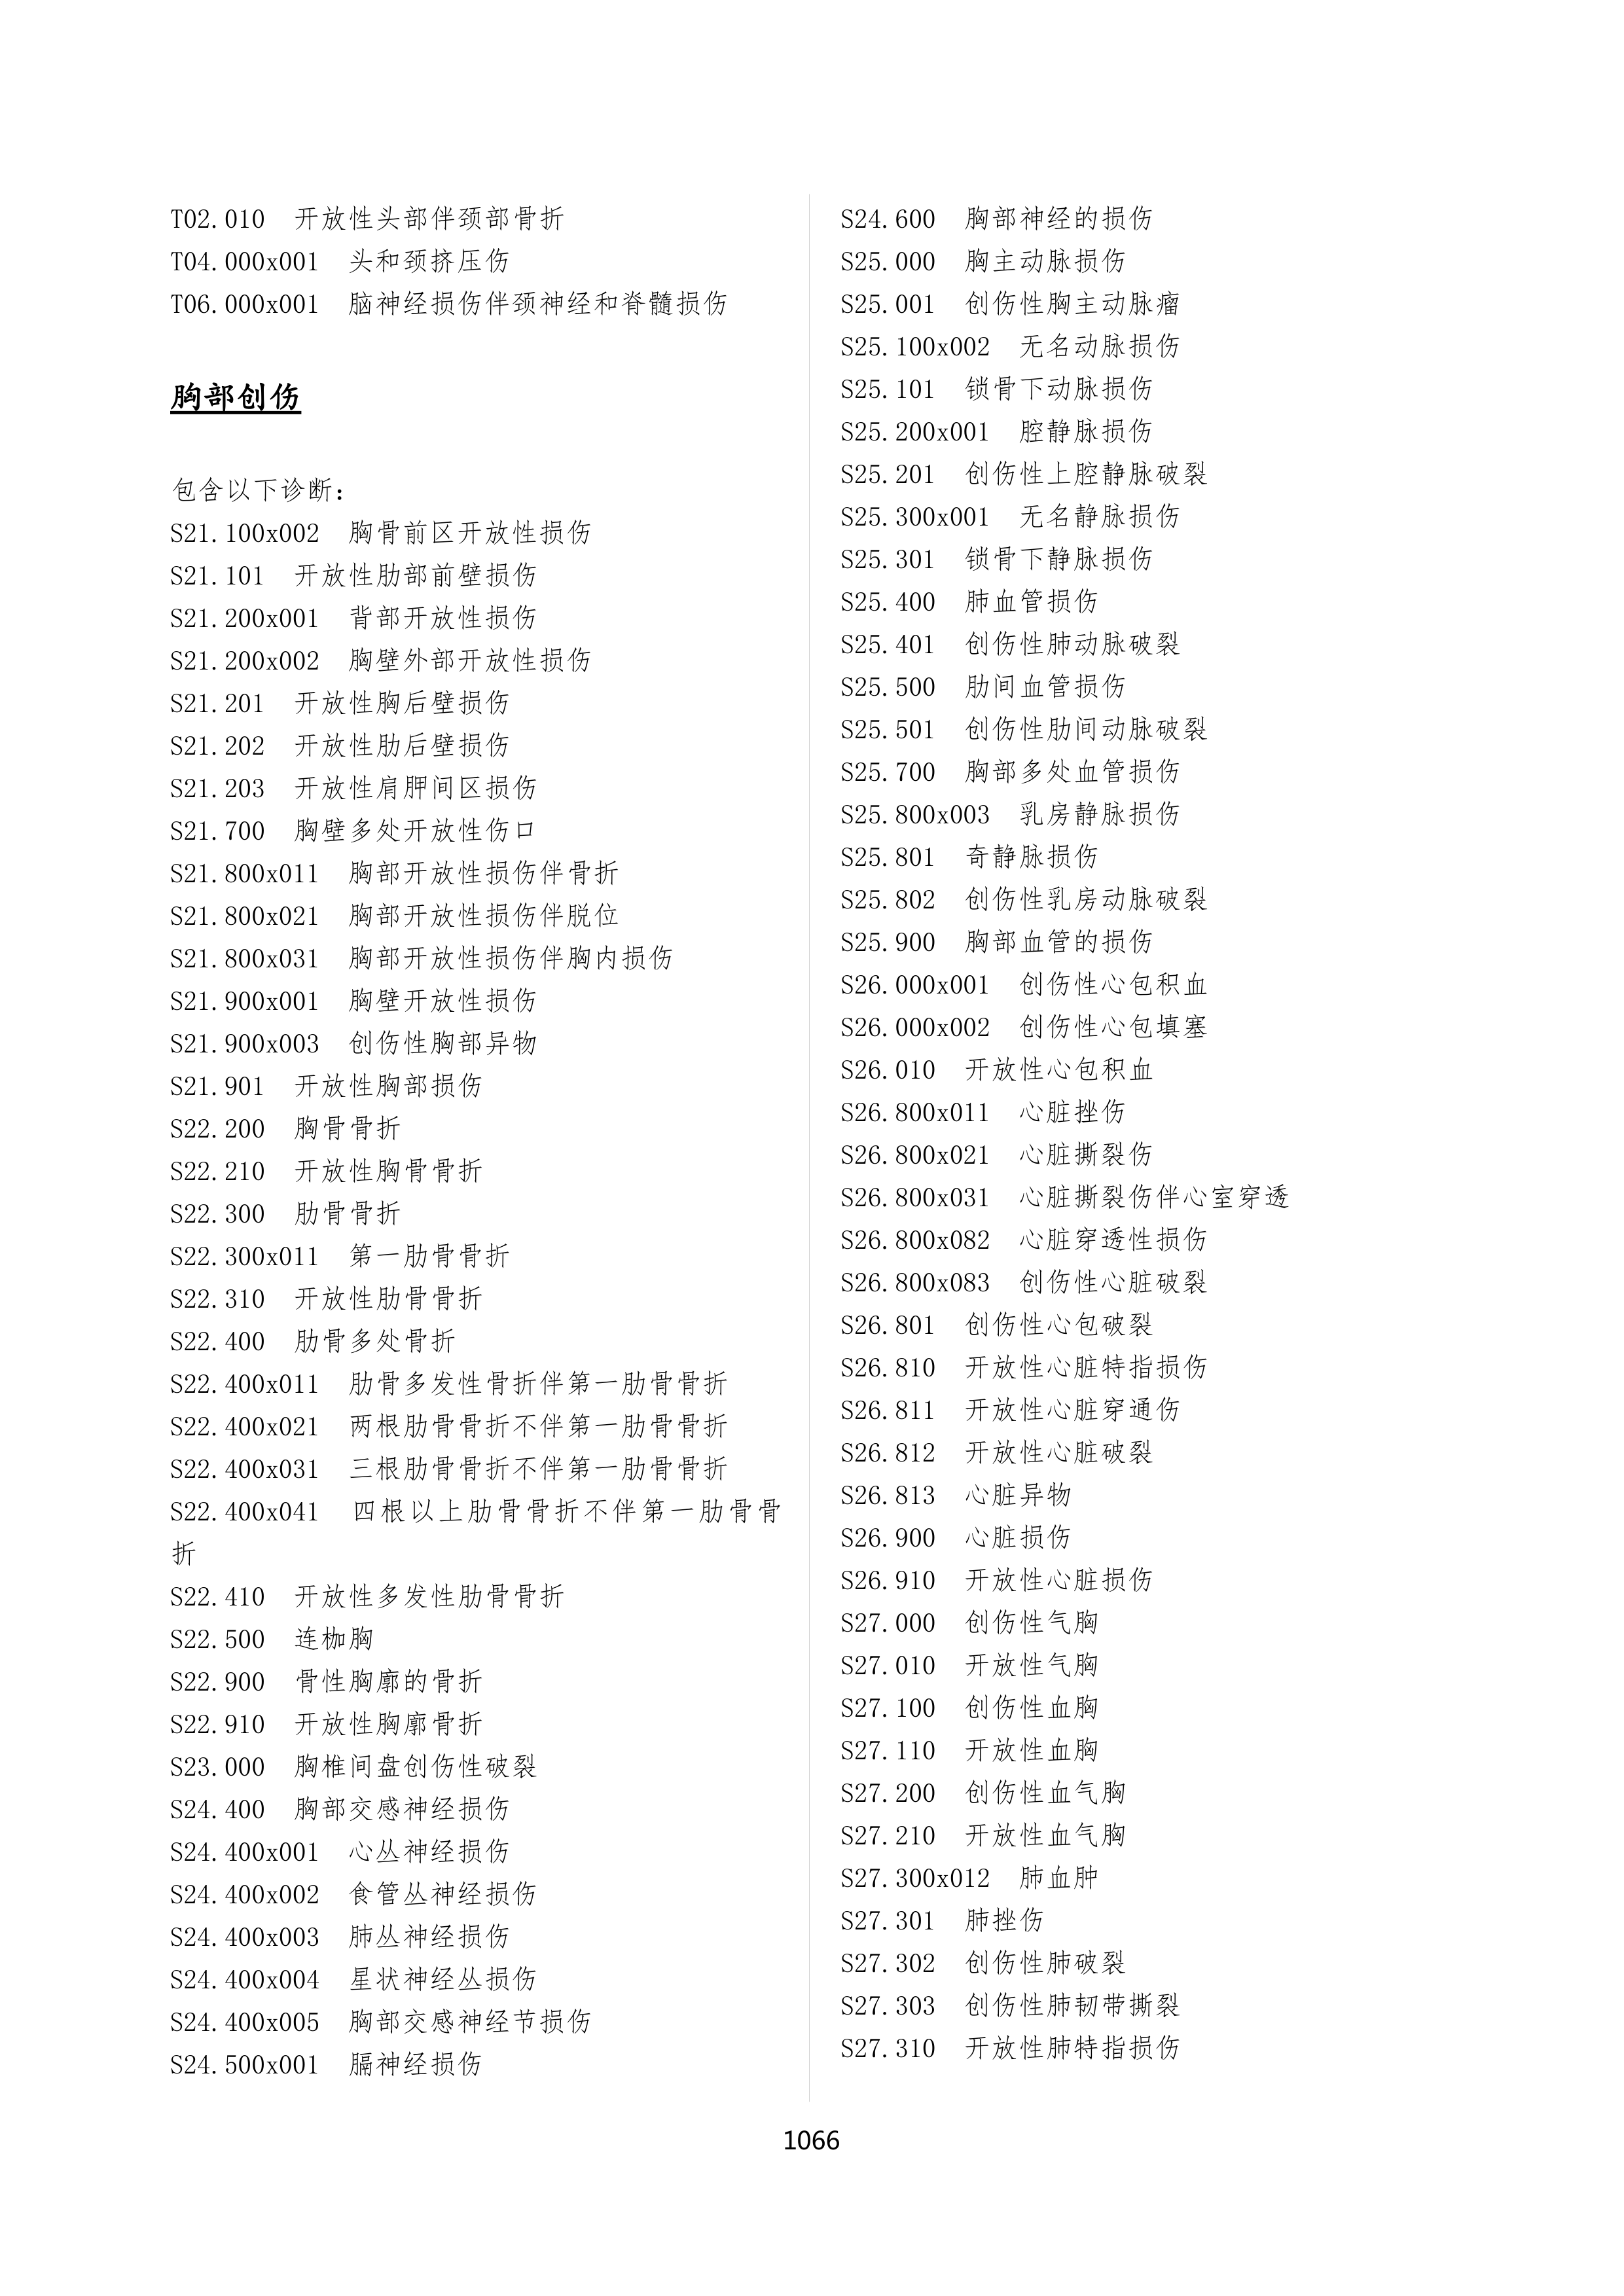 T02.010 开放性头部伴颈部骨折
T04.000x001 头和颈挤压伤
T06.000x001 脑神经损伤伴颈神经和脊髓损伤
胸部创伤
包含以下诊断：
S21.100x002 胸骨前区开放性损伤
S21.101 开放性肋部前壁损伤
S21.200x001 背部开放性损伤
S21.200x002 胸壁外部开放性损伤
S21.201 开放性胸后壁损伤
S21.202 开放性肋后壁损伤
S21.203 开放性肩胛间区损伤
S21.700 胸壁多处开放性伤口
S21.800x011 胸部开放性损伤伴骨折
S21.800x021 胸部开放性损伤伴脱位
S21.800x031 胸部开放性损伤伴胸内损伤
S21.900x001 胸壁开放性损伤
S21.900x003 创伤性胸部异物
S21.901 开放性胸部损伤
S22.200 胸骨骨折
S22.210 开放性胸骨骨折
S22.300 肋骨骨折
S22.300x011 第一肋骨骨折
S22.310 开放性肋骨骨折
S22.400 肋骨多处骨折
S22.400x011 肋骨多发性骨折伴第一肋骨骨折
S22.400x021 两根肋骨骨折不伴第一肋骨骨折
S22.400x031 三根肋骨骨折不伴第一肋骨骨折
S22.400x041 四根以上肋骨骨折不伴第一肋骨骨
折
S22.410 开放性多发性肋骨骨折
S22.500 连枷胸
S22.900 骨性胸廓的骨折
S22.910 开放性胸廓骨折
S23.000 胸椎间盘创伤性破裂
S24.400 胸部交感神经损伤
S24.400x001 心丛神经损伤
S24.400x002 食管丛神经损伤
S24.400x003 肺丛神经损伤
S24.400x004 星状神经丛损伤
S24.400x005 胸部交感神经节损伤
S24.500x001 膈神经损伤
S24.600 胸部神经的损伤
S25.000 胸主动脉损伤
S25.001 创伤性胸主动脉瘤
S25.100x002 无名动脉损伤
S25.101 锁骨下动脉损伤
S25.200x001 腔静脉损伤
S25.201 创伤性上腔静脉破裂
S25.300x001 无名静脉损伤
S25.301 锁骨下静脉损伤
S25.400 肺血管损伤
S25.401 创伤性肺动脉破裂
S25.500 肋间血管损伤
S25.501 创伤性肋间动脉破裂
S25.700 胸部多处血管损伤
S25.800x003 乳房静脉损伤
S25.801 奇静脉损伤
S25.802 创伤性乳房动脉破裂
S25.900 胸部血管的损伤
S26.000x001 创伤性心包积血
S26.000x002 创伤性心包填塞
S26.010 开放性心包积血
S26.800x011 心脏挫伤
S26.800x021 心脏撕裂伤
S26.800x031 心脏撕裂伤伴心室穿透
S26.800x082 心脏穿透性损伤
S26.800x083 创伤性心脏破裂
S26.801 创伤性心包破裂
S26.810 开放性心脏特指损伤
S26.811 开放性心脏穿通伤
S26.812 开放性心脏破裂
S26.813 心脏异物
S26.900 心脏损伤
S26.910 开放性心脏损伤
S27.000 创伤性气胸
S27.010 开放性气胸
S27.100 创伤性血胸
S27.110 开放性血胸
S27.200 创伤性血气胸
S27.210 开放性血气胸
S27.300x012 肺血肿
S27.301 肺挫伤
S27.302 创伤性肺破裂
S27.303 创伤性肺韧带撕裂
S27.310 开放性肺特指损伤
1066